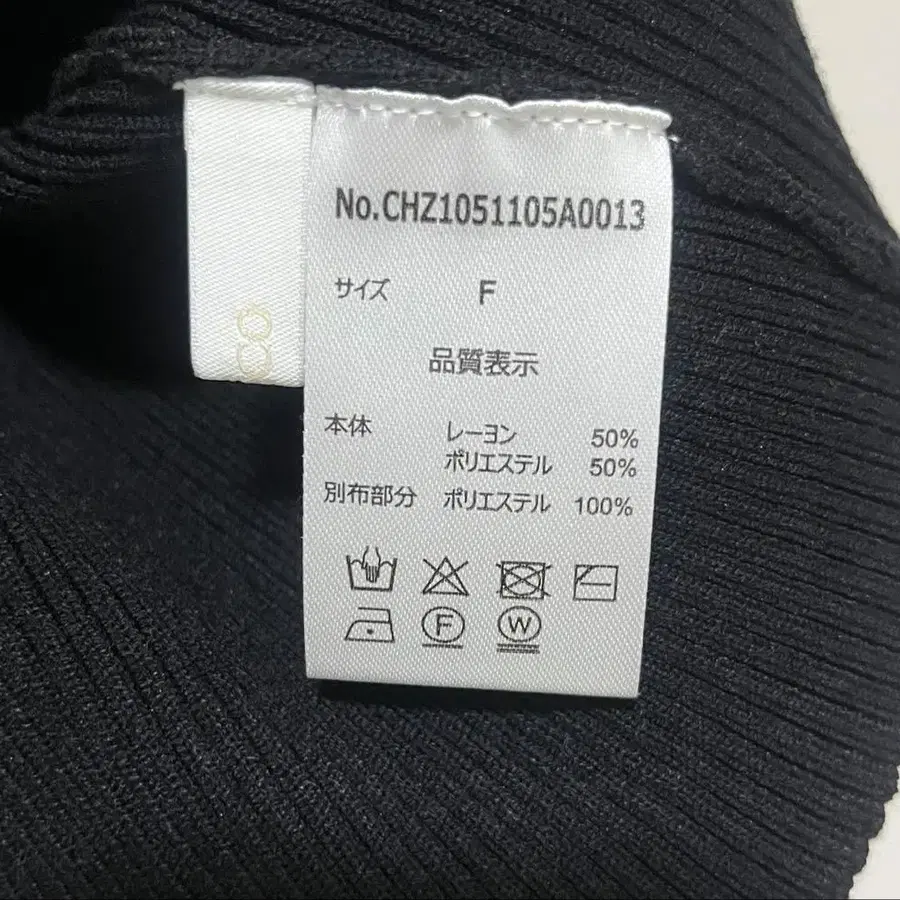 No.CHZ1051105A0013
サイズ F
品質表示
本体 レーヨン 50%
ポリエステル 50%
別布部分 ポリエステル 100%
F W